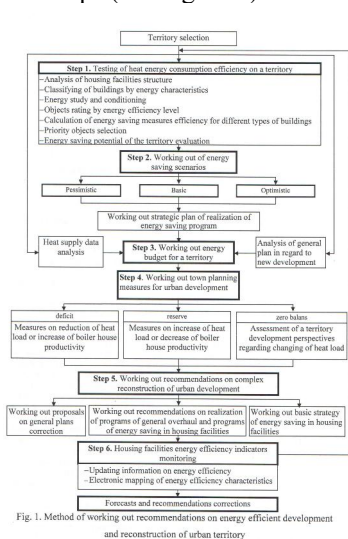 Territory selection
Step 1. Testing of heat energy consumption efficiency on a territory
–Analysis of housing facilities structure
–Classifying of buildings by energy characteristics
–Energy study and conditioning
–Objects rating by energy efficiency level
–Calculation of energy saving measures efficiency for different types of buildings
–Priority objects selection
–Energy saving potential of the territory evaluation
Step 2. Working out of energy
saving scenarios
Pessimistic
Basic
Optimistic
Working out strategic plan of realization of
energy saving program
Heat supply data
analysis
Step 3. Working out energy
budget for a territory
Analysis of general
plan in regard to
new development
Step 4. Working out town planning
measures for urban development
deficit
Measures on reduction of heat
load or increase of boiler house
productivity
reserve
Measures on increase of heat
load or decrease of boiler
house productivity
zero balans
Assessment of a territory
development perspectives
regarding changing of heat load
Step 5. Working out recommendations on complex
reconstruction of urban development
Working out proposals
on general plans
correction
Working out recommendations on realization
of programs of general overhaul and programs
of energy saving in housing facilities
Working out basic strategy
of energy saving in housing
facilities
Step 6. Housing facilities energy efficiency indicators
monitoring
–Updating information on energy efficiency
–Electronic mapping of energy efficiency characteristics
Forecasts and recommendations corrections
Fig. 1. Method of working out recommendations on energy efficient development
and reconstruction of urban territory